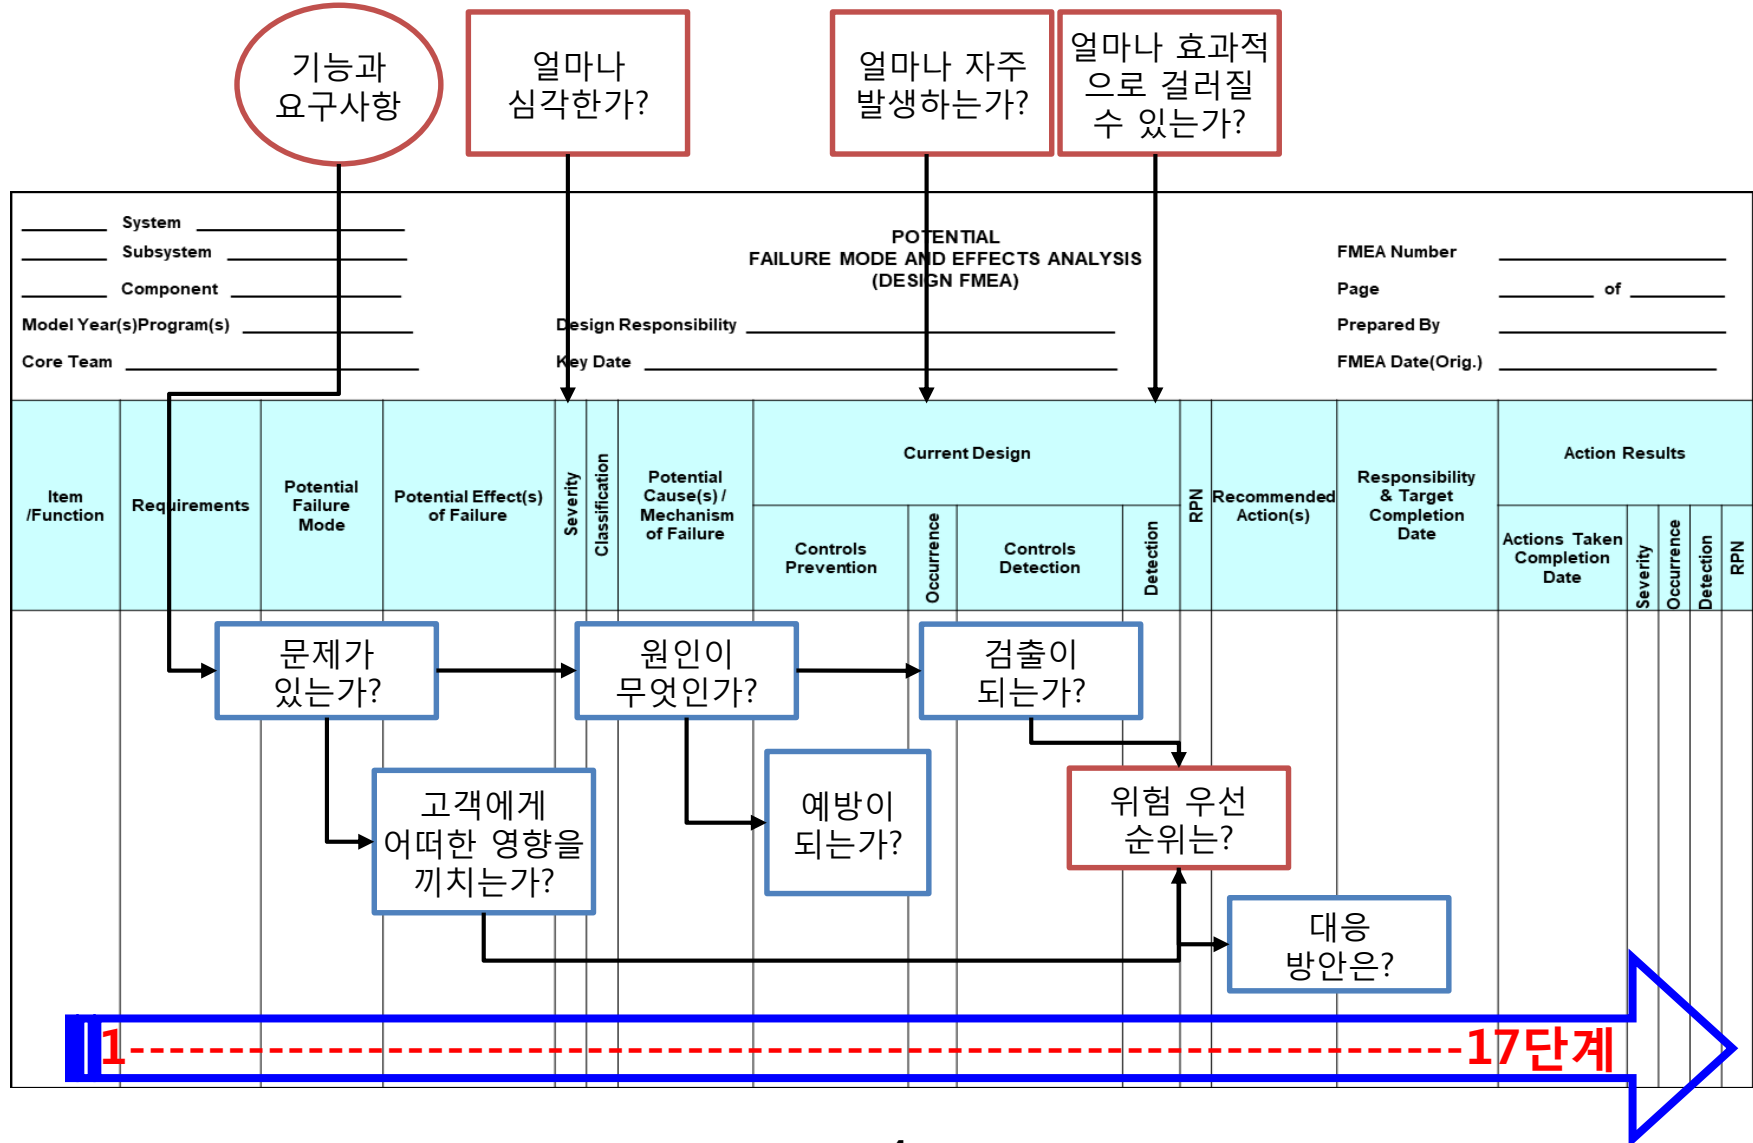 기능과
요구사항
얼마나
심각한가?
얼마나 자주
발생하는가?
얼마나 효과적
으로 걸러질
수 있는가?
System
Subsystem
Component
Model Year(s)Program(s)
Core Team
POTENTIAL
FAILURE MODE AND EFFECTS ANALYSIS
(DESIGN FMEA)
Design Responsibility
Key Date
FMEA Number
Page of
Prepared By
FMEA Date(Orig.)
Item
/Function
Requirements
Potential
Failure
Mode
Potential Effect(s)
of Failure
Severity
Classification
Potential
Cause(s) /
Mechanism
of Failure
Current Design
Controls
Prevention
Occurrence
Controls
Detection
Detection
RPN
Recommended
Action(s)
Responsibility
& Target
Completion
Date
Action Results
Actions Taken
Completion
Date
Severity
Occurrence
Detection
RPN
문제가
있는가?
원인이
무엇인가?
검출이
되는가?
고객에게
어떠한 영향을
끼치는가?
예방이
되는가?
위험 우선
순위는?
대응
방안은?
1 17단계